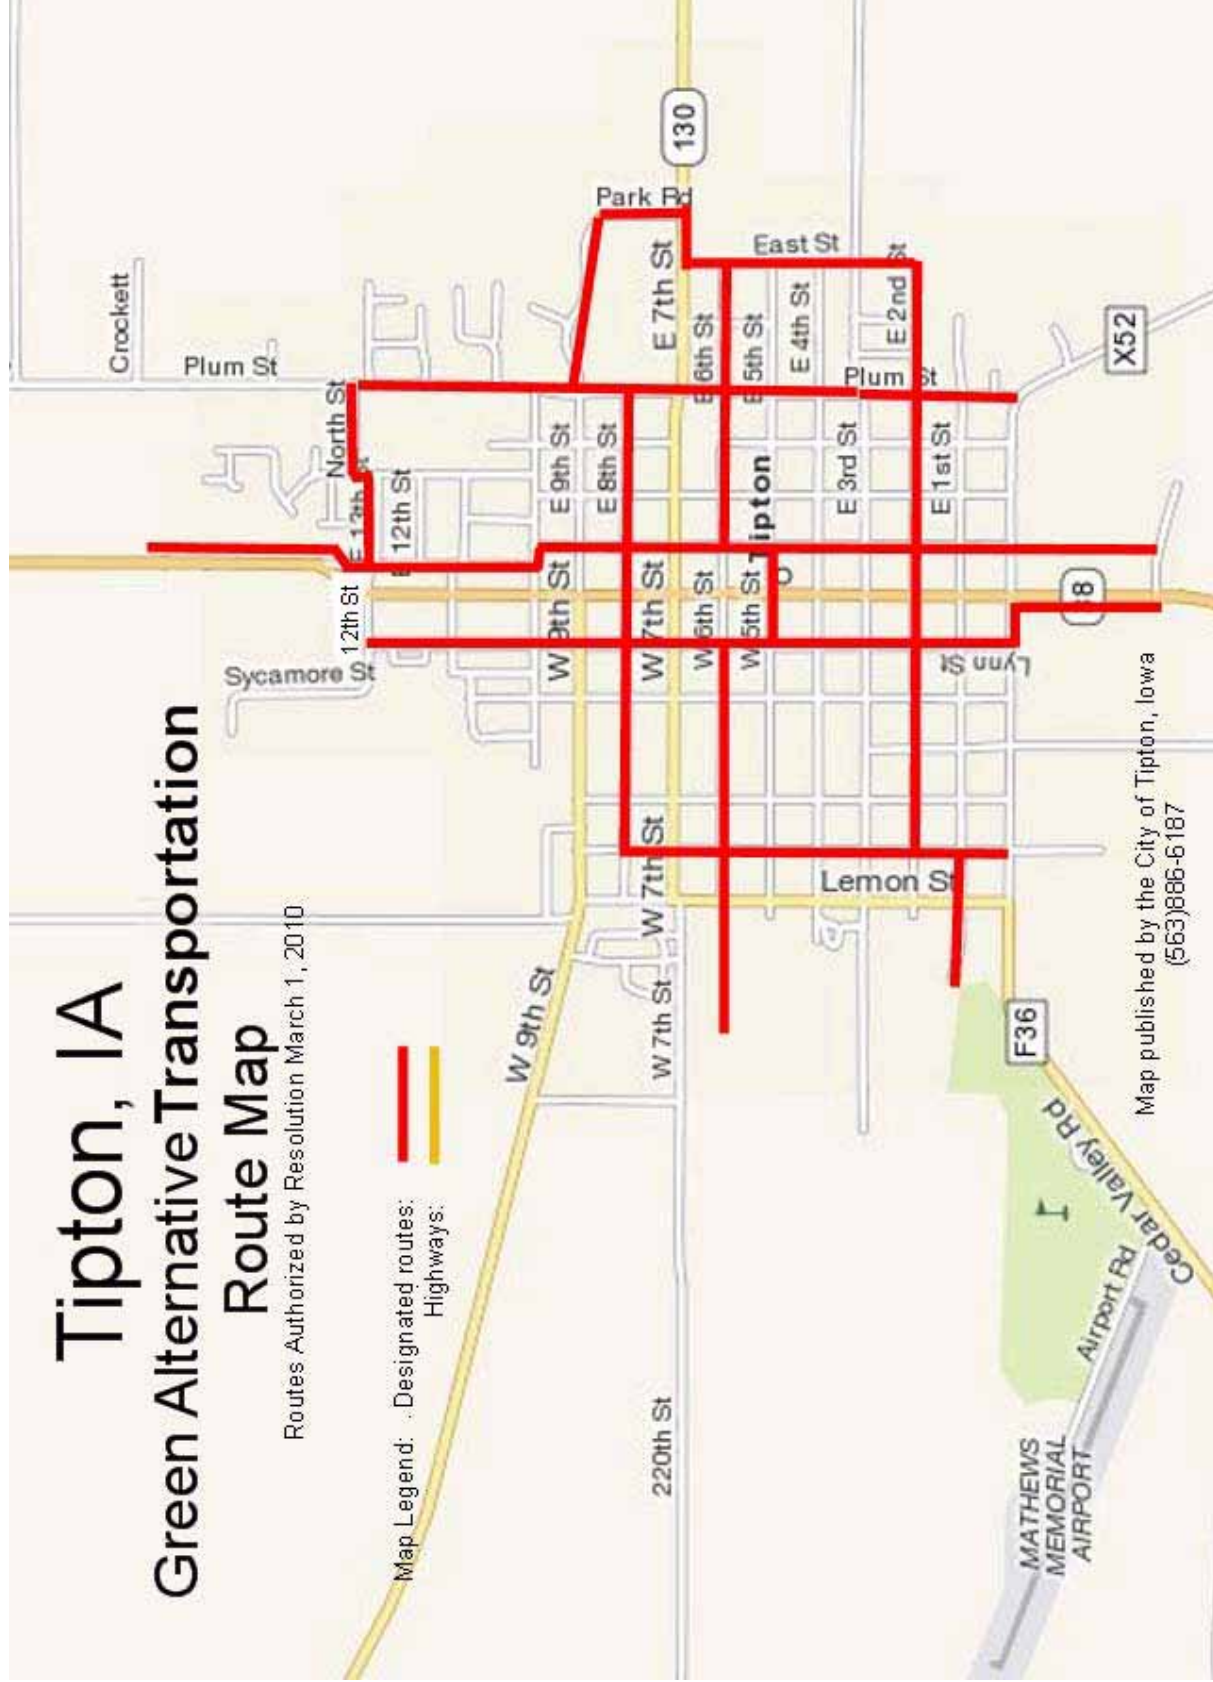 Tipton, IA
Green Alternative Transportation
Route Map
Routes Authorized by Resolution March 1, 2010
Map Legend: . Designated routes:
Highways:
Crockett
Plum St
North St
E 13th St
E 12th St
12th St
Sycamore St
Park Rd
130
E 7th St
East St
E 6th St
E 5th St
E 4th St
E 2nd St
Plum St
X52
E 9th St
E 8th St
Tipton
E 3rd St
E 1st St
W 9th St
W 7th St
W 6th St
W 5th St
Lynn St
W 7th St
Lemon St
W 9th St
W 7th St
F36
220th St
Cedar Valley Rd
Airport Rd
MATHEWS
MEMORIAL
AIRPORT
Map published by the City of Tipton, Iowa
(563)886-6187